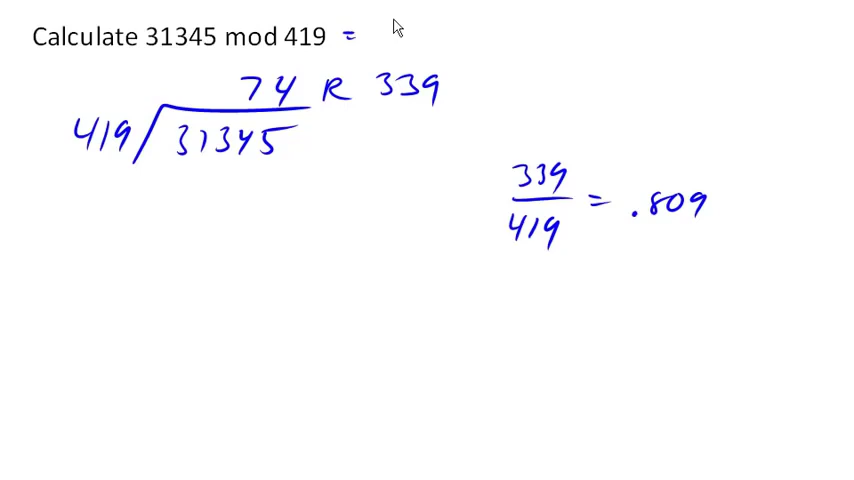 Calculate 31345 mod 419 =
74 R 339
419 31345
339
419 = .809